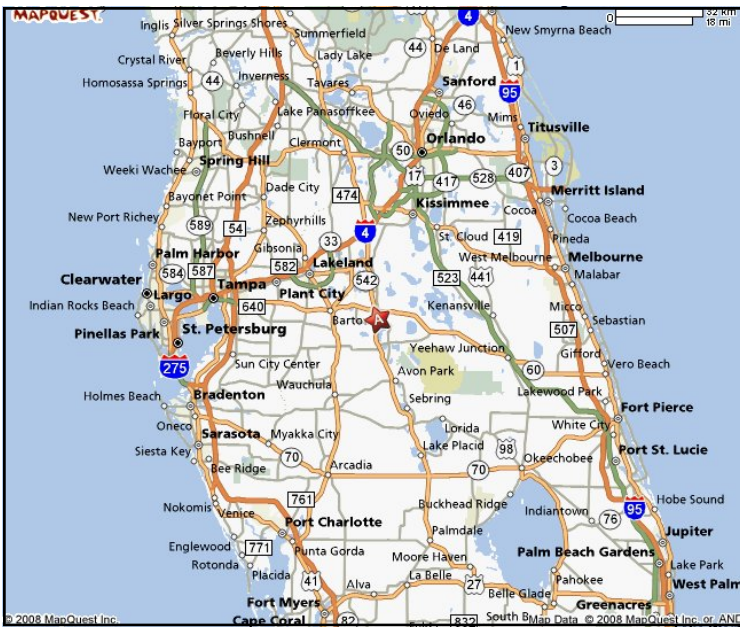 MAPQUEST.
32 km
0
18 mi
4
Inglis
Silver Springs Shores
New Smyrna Beach
Summerfield
44
De Land
Beverly Hills
Lady Lake
1
Crystal River
Sanford
95
Homosassa Springs
44
Inverness
Tavares
46
Lake Panasoffkee
Oviedo
Mims
Floral City
Bushnell
Titusville
Bayport
Clermont
50
Orlando
Spring Hill
3
Weeki Wachee
17
417
528
407
Dade City
474
Merritt Island
Bayonet Point
Kissimmee
Cocoa
New Port Richey
Cocoa Beach
589
54
Zephyrhills
4
St. Cloud
419
Pineda
33
Gibsonia
West Melbourne
Palm Harbor
582
Lakeland
Melbourne
584
587
542
523
441
Malabar
Clearwater
Tampa
Plant City
Largo
640
Kenansville
Micco
Indian Rocks Beach
Barto
A
Sebastian
Pinellas Park
St. Petersburg
507
Yeehaw Junction
Gifford
275
Sun City Center
Avon Park
60
Vero Beach
Wauchula
Lakewood Park
Holmes Beach
Bradenton
Sebring
Fort Pierce
Oneco
Lorida
White City
Sarasota
Myakka City
98
Lake Placid
Port St. Lucie
Siesta Key
70
Okeechobee
Bee Ridge
Arcadia
70
Nokomis
761
Buckhead Ridge
95
Hobe Sound
Venice
Indiantown
76
Port Charlotte
Palmdale
Jupiter
Englewood
771
Punta Gorda
Moore Haven
Palm Beach Gardens
Rotonda
Lake Park
Placida
41
La Belle
27
Pahokee
West Palm
Alva
Belle Glade
Fort Myers
Greenacres
© 2008 MapQuest Inc.
Cape Coral
82
832
South B
Map Data © 2008 MapQuest Inc. or AND